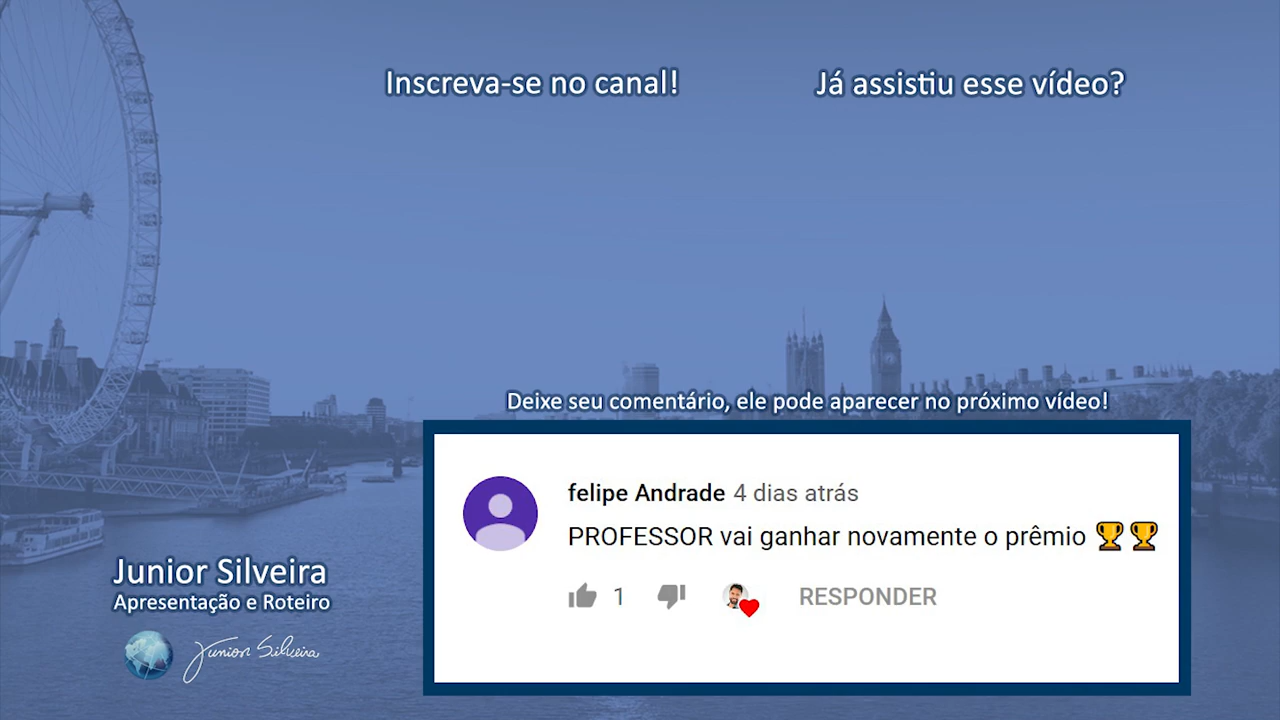 Inscreva-se no canal!
Já assistiu esse vídeo?
Deixe seu comentário, ele pode aparecer no próximo vídeo!
felipe Andrade 4 dias atrás
PROFESSOR vai ganhar novamente o prêmio 🏆🏆
1
RESPONDER
Junior Silveira
Apresentação e Roteiro
Junior Silveira